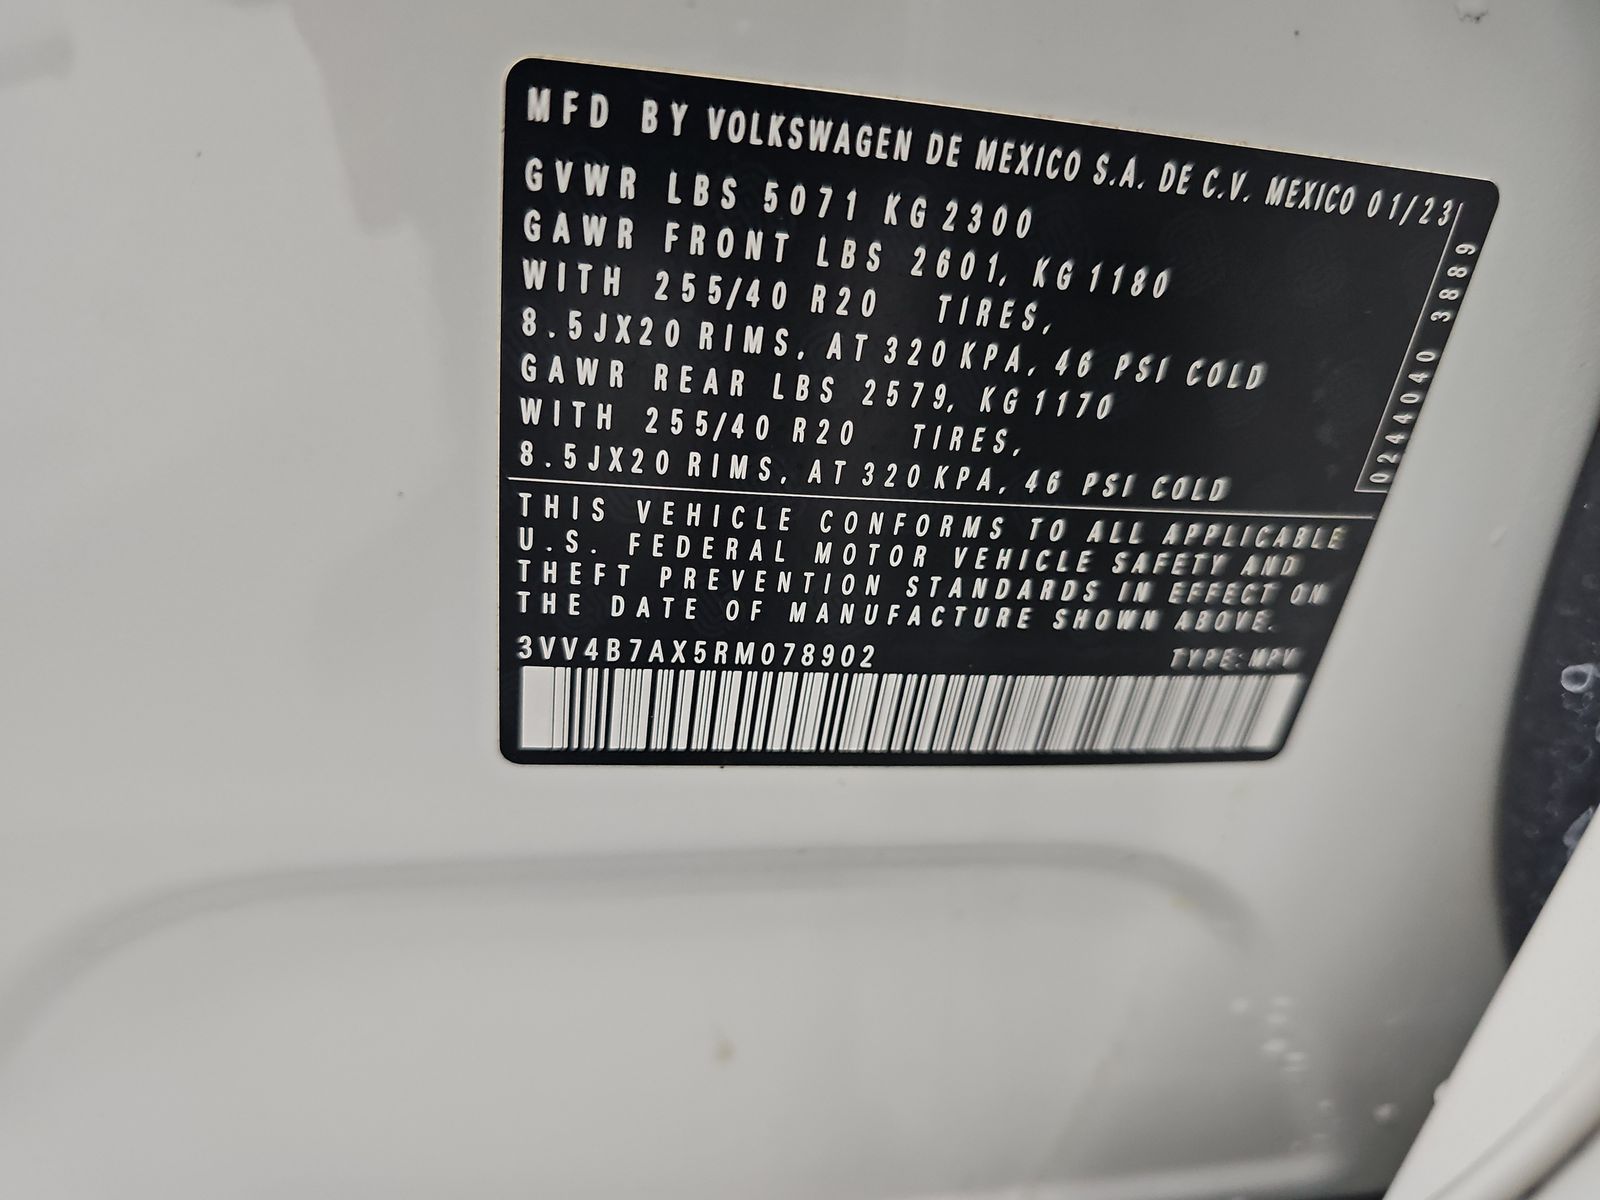 MFD BY VOLKSWAGEN DE MEXICO S.A. DE C.V. MEXICO 01/23
GVWR LBS 5071 KG 2300
GAWR FRONT LBS 2601, KG 1180
WITH 255/40 R20 TIRES,
8.5JX20 RIMS, AT 320 KPA, 46 PSI COLD
GAWR REAR LBS 2579, KG 1170
WITH 255/40 R20 TIRES,
8.5JX20 RIMS, AT 320 KPA, 46 PSI COLD
02444040 3889
THIS VEHICLE CONFORMS TO ALL APPLICABLE
U.S. FEDERAL MOTOR VEHICLE SAFETY AND
THEFT PREVENTION STANDARDS IN EFFECT ON
THE DATE OF MANUFACTURE SHOWN ABOVE.
3VV4B7AX5RM078902 TYPE: MPV